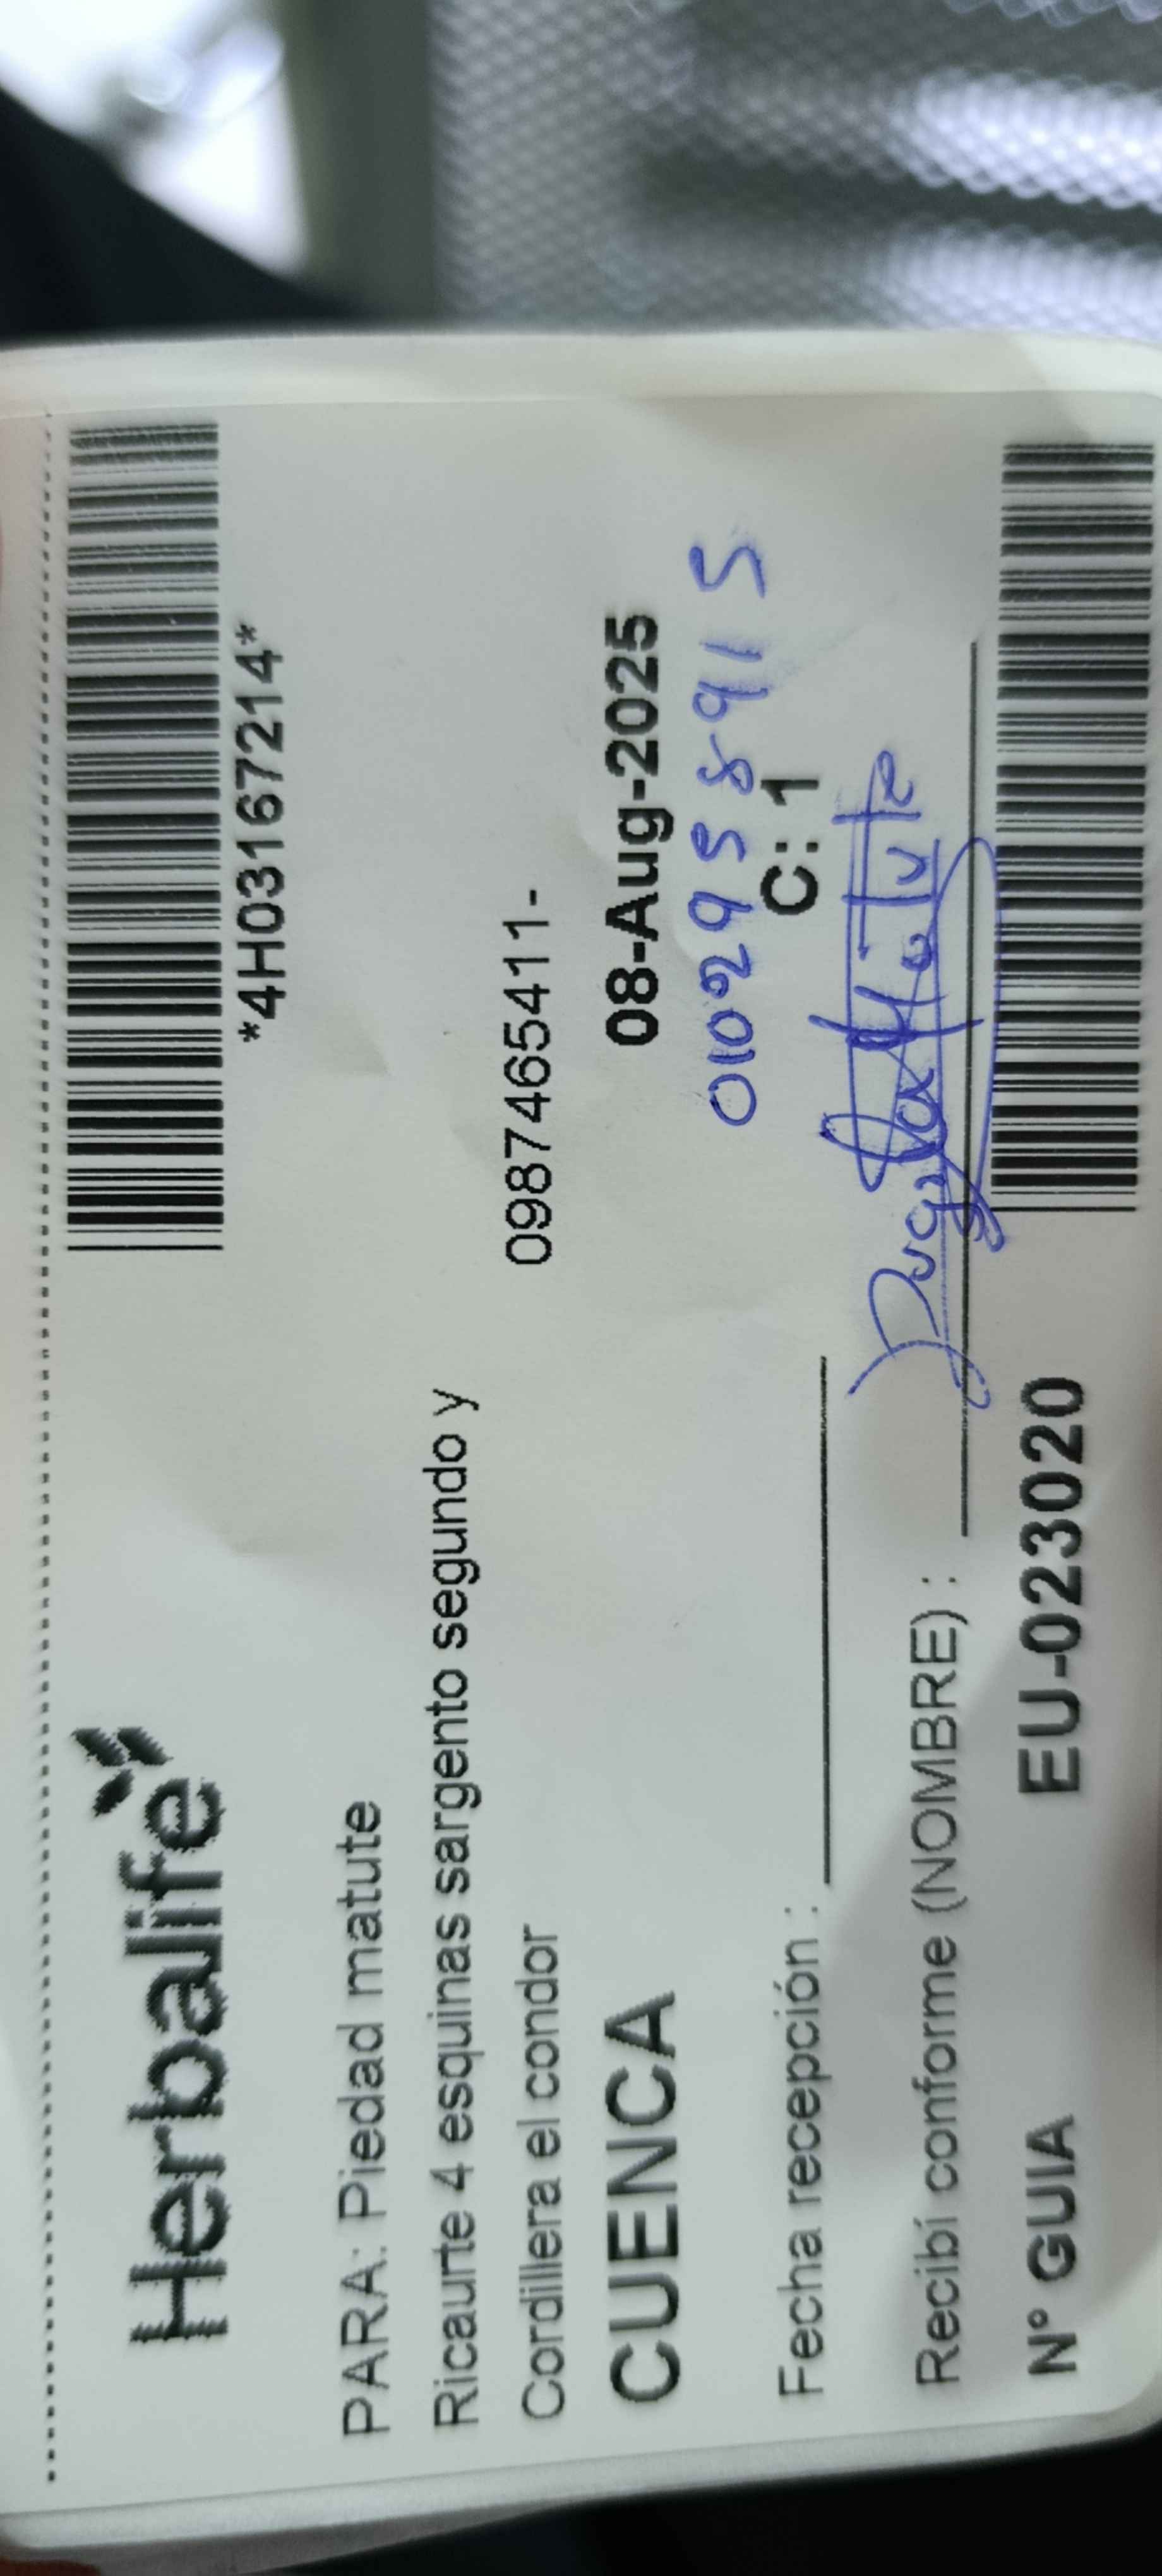 Herbalife
*4H03167214*
PARA: Piedad matute
Ricaurte 4 esquinas sargento segundo y
Cordillera el condor
0987465411-
CUENCA
08-Aug-2025
0102958915
Fecha recepción :
C: 1
Recibí conforme (NOMBRE) :
N° GUIA
EU-023020